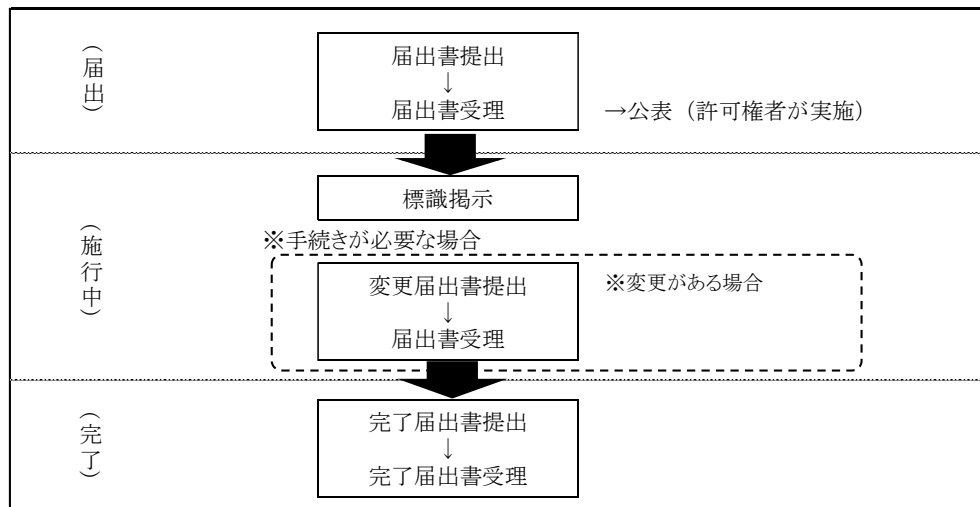 （届出）
届出書提出
↓
届出書受理
→公表（許可権者が実施）
（施行中）
標識掲示
※手続きが必要な場合
変更届出書提出
※変更がある場合
↓
届出書受理
（完了）
完了届出書提出
↓
完了届出書受理